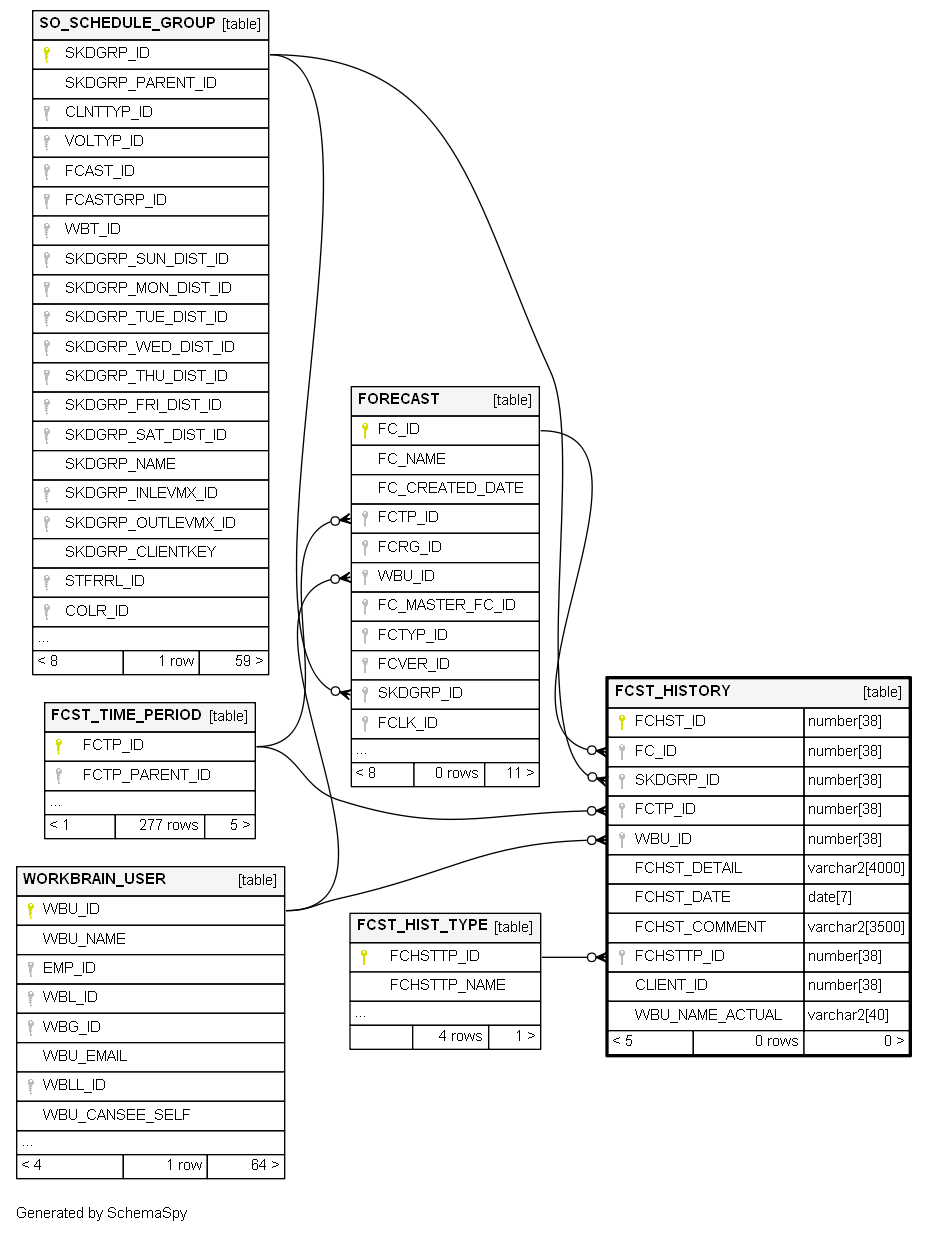 SO_SCHEDULE_GROUP [table]
SKDGRP_ID
SKDGRP_PARENT_ID
CLNTTYP_ID
VOLTYP_ID
FCAST_ID
FCASTGRP_ID
WBT_ID
SKDGRP_SUN_DIST_ID
SKDGRP_MON_DIST_ID
SKDGRP_TUE_DIST_ID
SKDGRP_WED_DIST_ID
SKDGRP_THU_DIST_ID
SKDGRP_FRI_DIST_ID
SKDGRP_SAT_DIST_ID
SKDGRP_NAME
SKDGRP_INLEVMX_ID
SKDGRP_OUTLEVMX_ID
SKDGRP_CLIENTKEY
STFRRL_ID
COLR_ID
...
< 8 1 row 59 >
FORECAST [table]
FC_ID
FC_NAME
FC_CREATED_DATE
FCTP_ID
FCRG_ID
WBU_ID
FC_MASTER_FC_ID
FCTYP_ID
FCVER_ID
SKDGRP_ID
FCLK_ID
...
< 8 0 rows 11 >
FCST_HISTORY [table]
FCHST_ID number[38]
FC_ID number[38]
SKDGRP_ID number[38]
FCTP_ID number[38]
WBU_ID number[38]
FCHST_DETAIL varchar2[4000]
FCHST_DATE date[7]
FCHST_COMMENT varchar2[3500]
FCHSTTP_ID number[38]
CLIENT_ID number[38]
WBU_NAME_ACTUAL varchar2[40]
< 5 0 rows 0 >
FCST_TIME_PERIOD [table]
FCTP_ID
FCTP_PARENT_ID
...
< 1 277 rows 5 >
WORKBRAIN_USER [table]
WBU_ID
WBU_NAME
EMP_ID
WBL_ID
WBG_ID
WBU_EMAIL
WBLL_ID
WBU_CANSEE_SELF
...
< 4 1 row 64 >
FCST_HIST_TYPE [table]
FCHSTTP_ID
FCHSTTP_NAME
...
4 rows 1 >
Generated by SchemaSpy